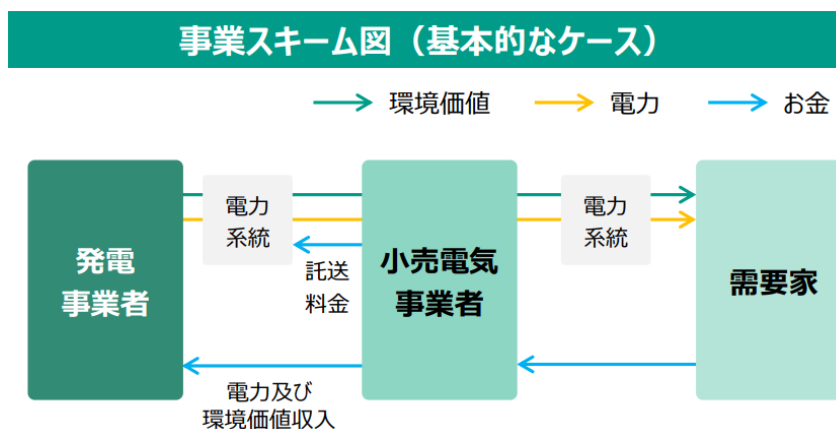 事業スキーム図（基本的なケース）
環境価値
電力
お金
発電
事業者
電力
系統
託送
料金
小売電気
事業者
電力
系統
需要家
電力及び
環境価値収入